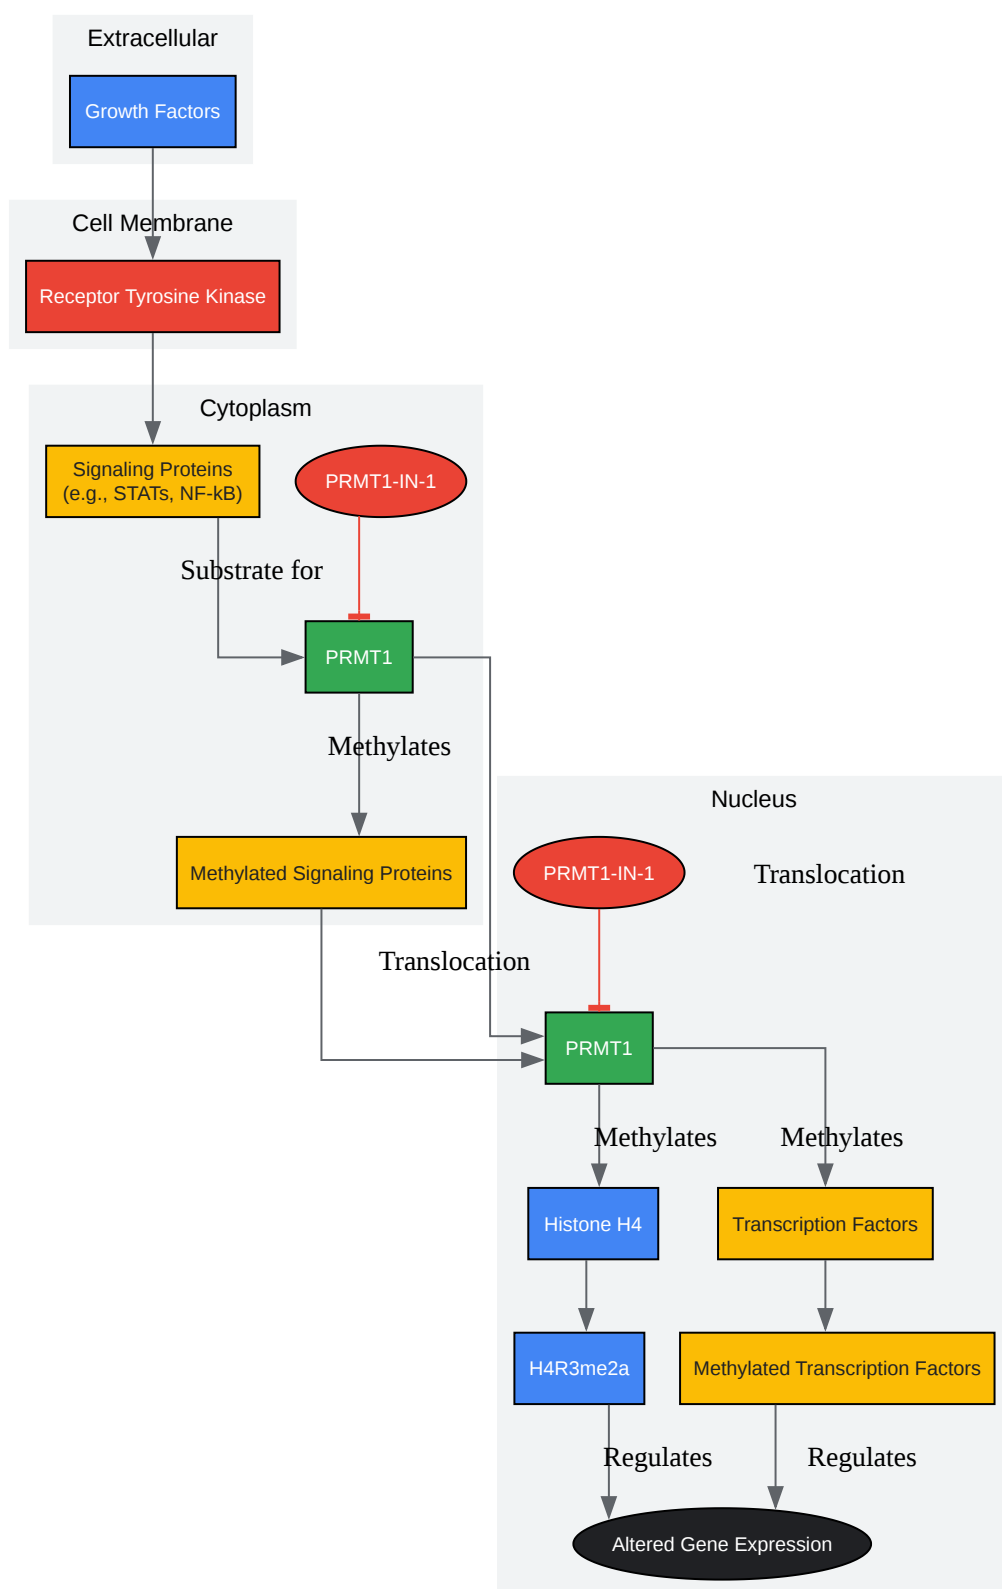 Extracellular
Growth Factors
Cell Membrane
Receptor Tyrosine Kinase
Cytoplasm
Signaling Proteins
(e.g., STATs, NF-kB)
PRMT1-IN-1
Substrate for
PRMT1
Methylates
Methylated Signaling Proteins
Nucleus
PRMT1-IN-1
Translocation
Translocation
PRMT1
Methylates
Methylates
Histone H4
Transcription Factors
H4R3me2a
Methylated Transcription Factors
Regulates
Regulates
Altered Gene Expression